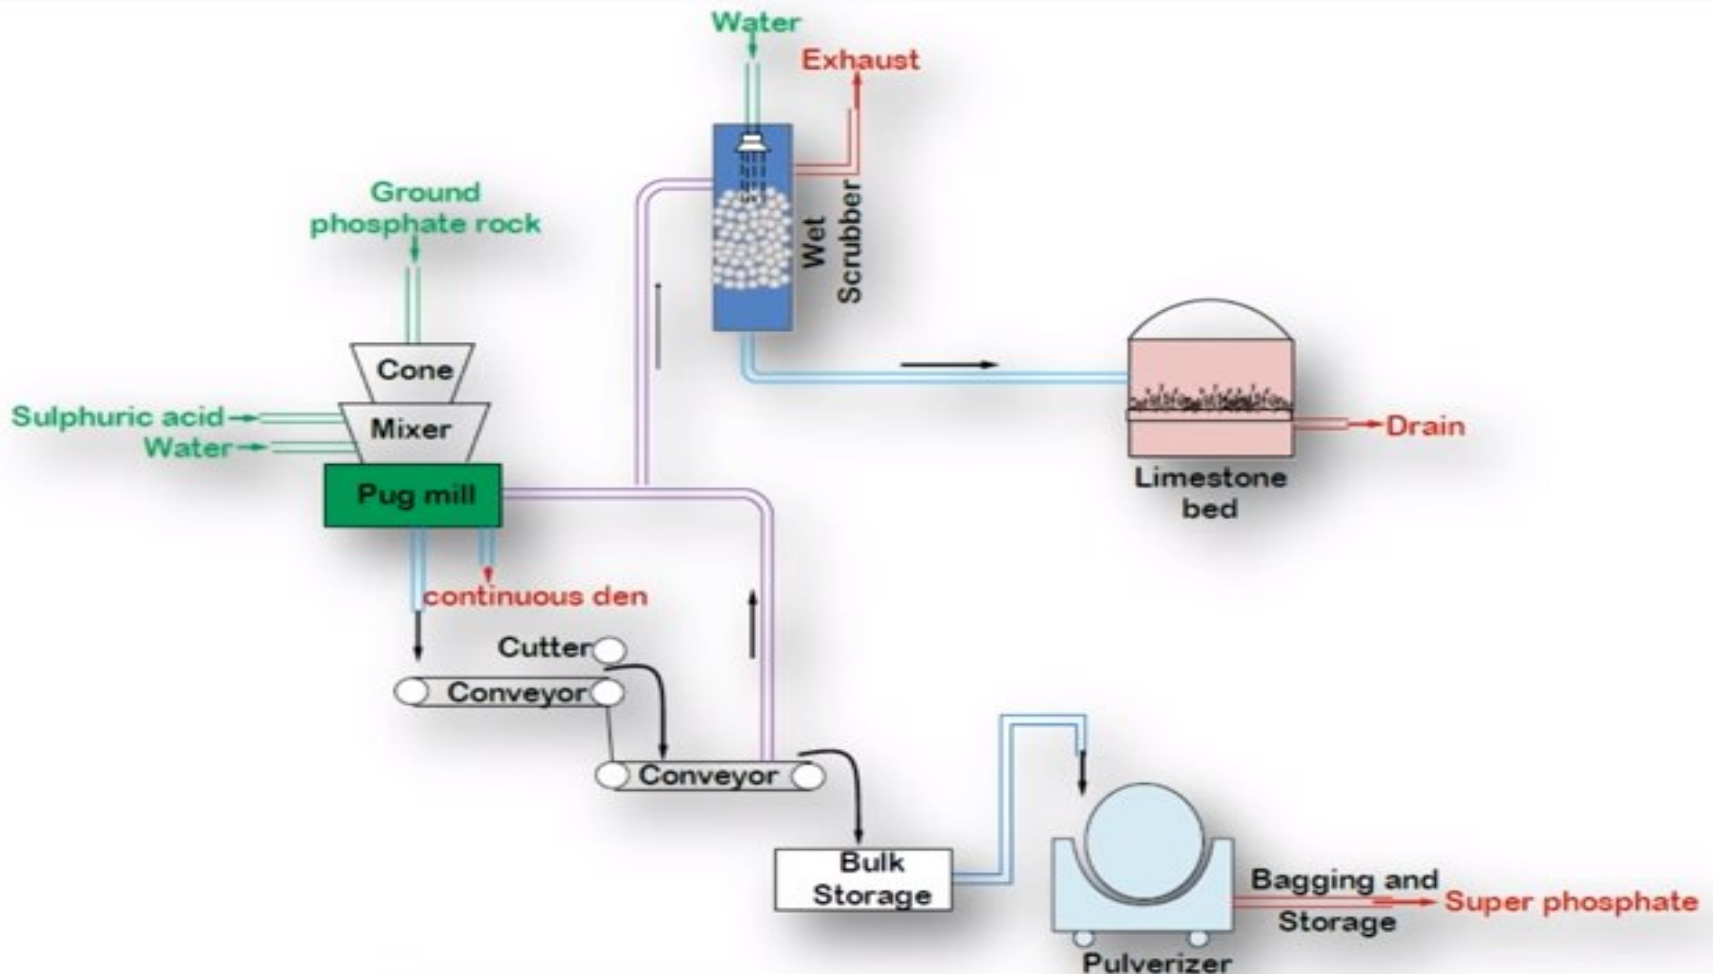 Water
Exhaust
Ground
phosphate rock
Wet
Scrubber
Cone
Sulphuric acid
Mixer
Water
Drain
Limestone
bed
Pug mill
continuous den
Cutter
Conveyor
Conveyor
Bulk
Storage
Bagging and
Storage
Super phosphate
Pulverizer